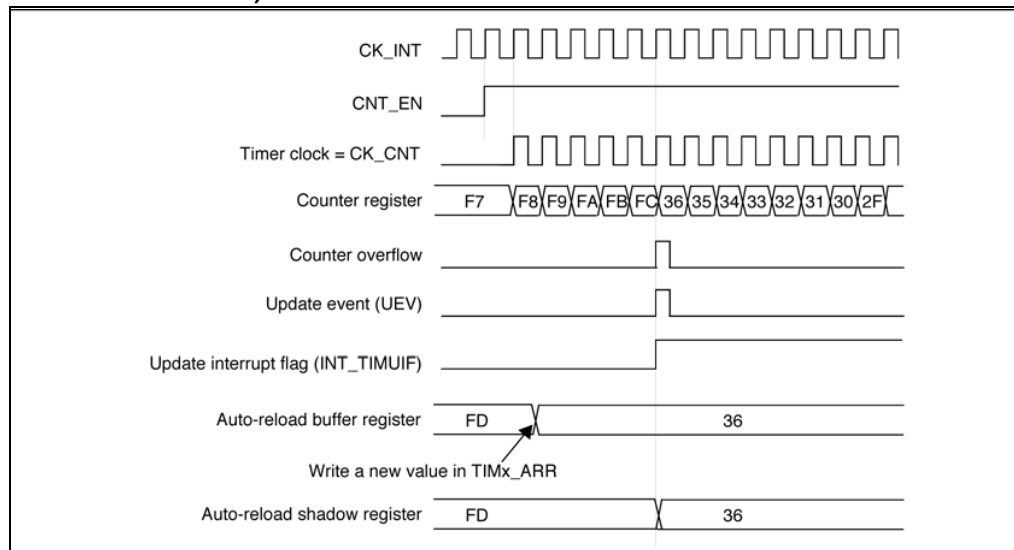 CK_INT
CNT_EN
Timer clock = CK_CNT
Counter register F7 F8 F9 FA FB FC 36 35 34 33 32 31 30 2F
Counter overflow
Update event (UEV)
Update interrupt flag (INT_TIMUIF)
Auto-reload buffer register FD 36
Write a new value in TIMx_ARR
Auto-reload shadow register FD 36